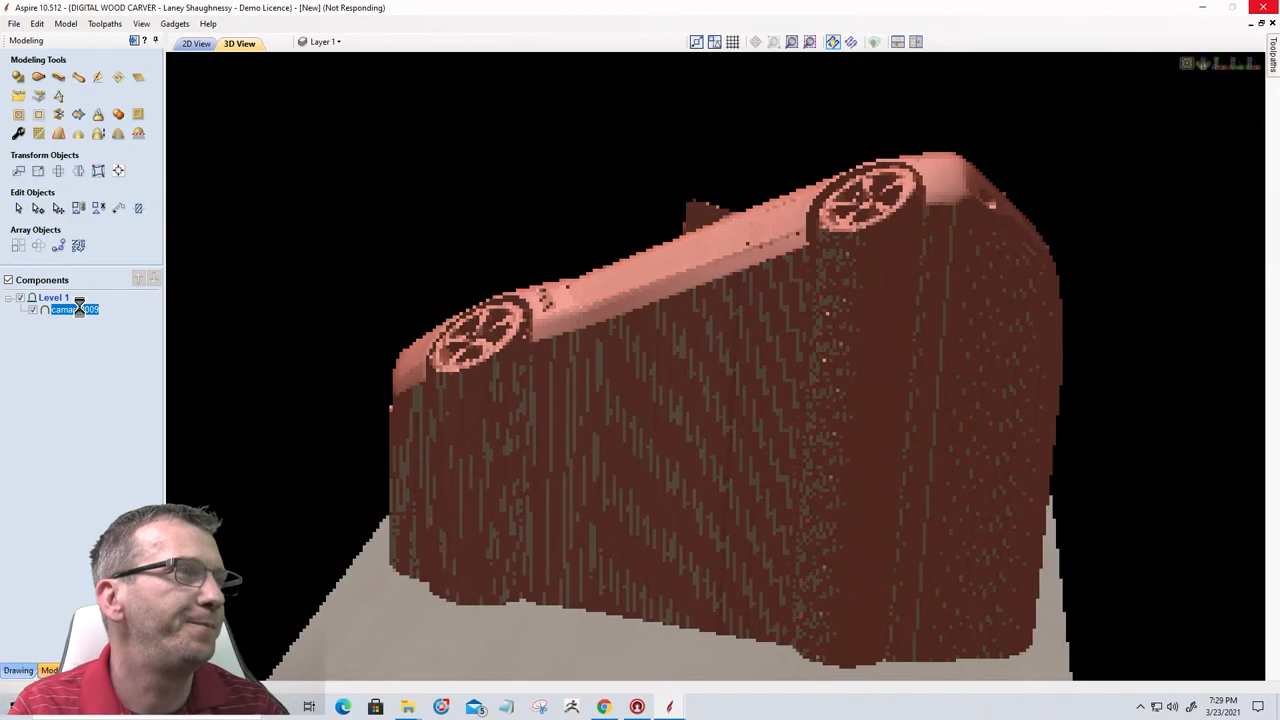 Aspire 10.512 - {DIGITAL WOOD CARVER - Laney Shaughnessy - Demo Licence} - [New] (Not Responding)
File Edit Model Toolpaths View Gadgets Help
Modeling
2D View 3D View Layer 1
Toolpaths
Modeling Tools
Transform Objects
Edit Objects
Array Objects
Components
Level 1
Drawing
5
7:29 PM
3/23/2021